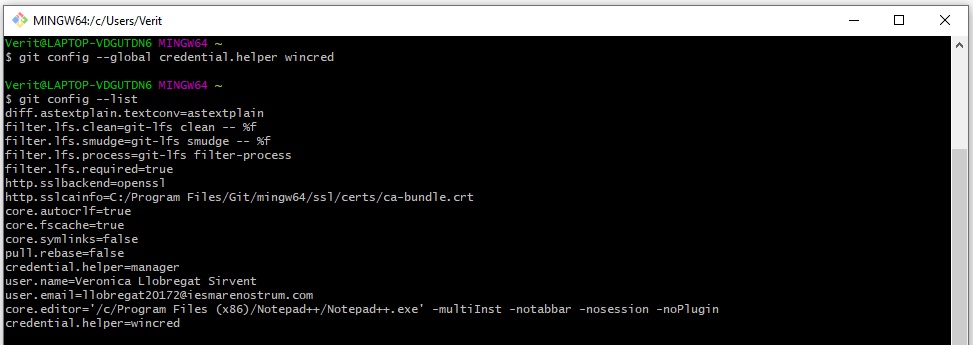 MINGW64:/c/Users/Verit
Verit@LAPTOP-VDGUTDN6 MINGW64 ~
$ git config --global credential.helper wincred
Verit@LAPTOP-VDGUTDN6 MINGW64 ~
$ git config --list
diff.astextplain.textconv=astextplain
filter.lfs.clean=git-lfs clean -- %f
filter.lfs.smudge=git-lfs smudge -- %f
filter.lfs.process=git-lfs filter-process
filter.lfs.required=true
http.sslbackend=openssl
http.sslcainfo=C:/Program Files/Git/mingw64/ssl/certs/ca-bundle.crt
core.autocrlf=true
core.fscache=true
core.symlinks=false
pull.rebase=false
credential.helper=manager
user.name=Veronica Llobregat Sirvent
user.email=llobregat20172@iesmarenostrum.com
core.editor='/c/Program Files (x86)/Notepad++/Notepad++.exe' -multiInst -notabbar -nosession -noPlugin
credential.helper=wincred